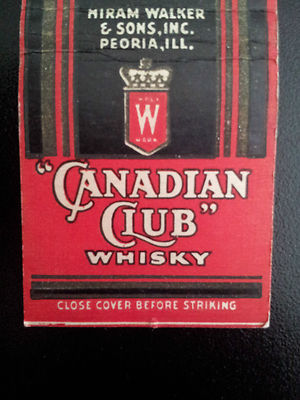 HIRAM WALKER
& SONS, INC.
PEORIA, ILL.
W
"CANADIAN
CLUB"
WHISKY
CLOSE COVER BEFORE STRIKING